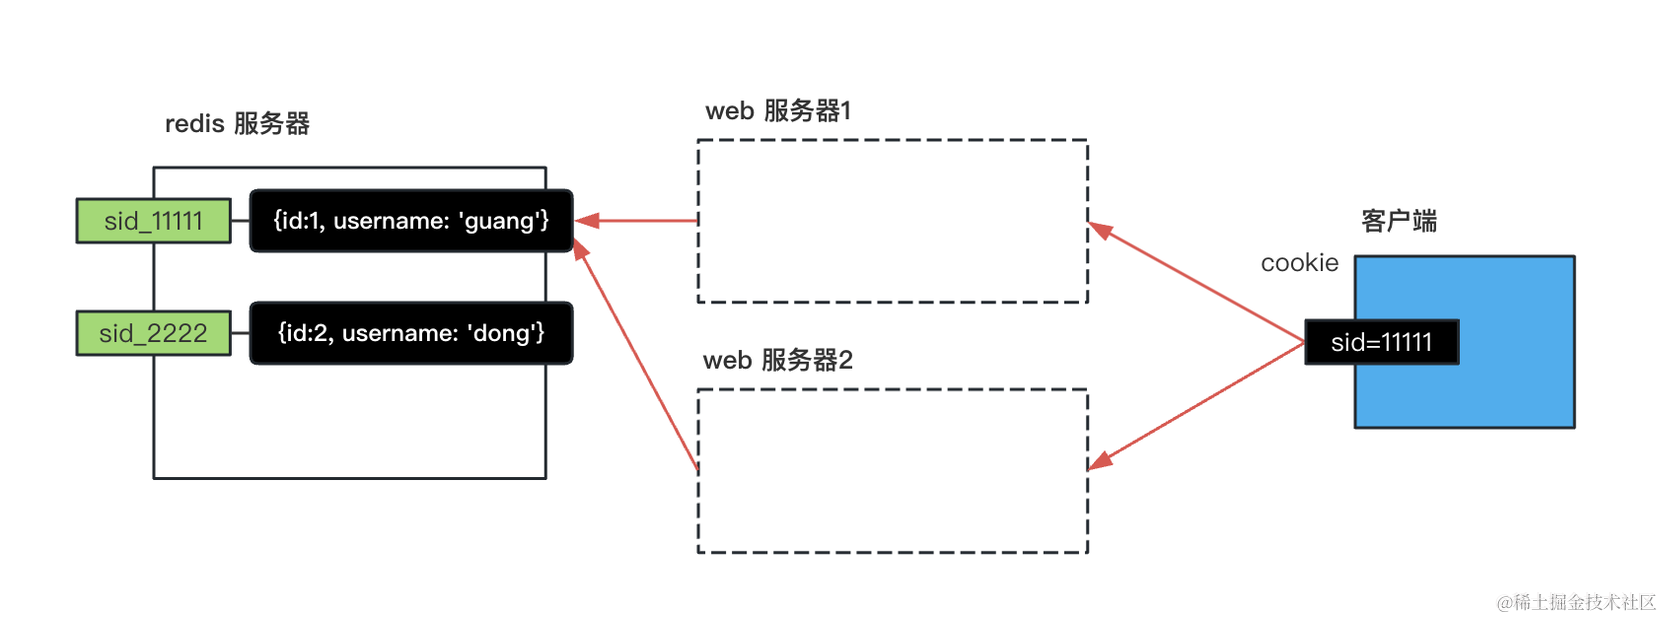 redis 服务器
sid_11111
{id:1, username: 'guang'}
sid_2222
{id:2, username: 'dong'}
web 服务器1
web 服务器2
客户端
cookie
sid=11111
@稀土掘金技术社区